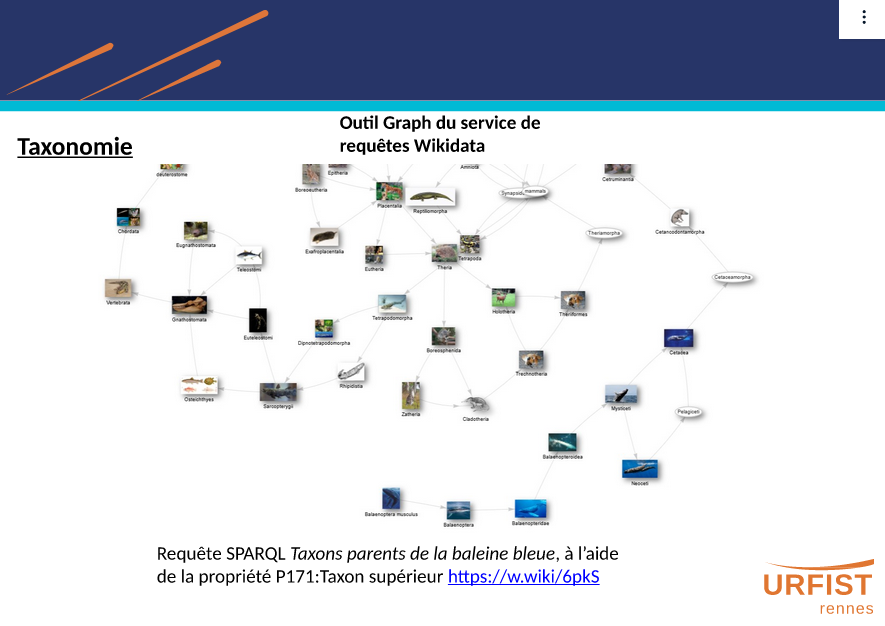 Outil Graph du service de
requêtes Wikidata
Taxonomie
deuterostome
Epitheria
Amniota
Boreoeutheria
Placentalia
Reptiliomorpha
Synapsida
mammals
Cetruminantia
Chordata
Eugnathostomata
Exafroplacentalia
Theriamorpha
Cetancodontamorpha
Teleostomi
Eutheria
Theria
Tetrapoda
Cetaceamorpha
Vertebrata
Gnathostomata
Euteleostomi
Tetrapodomorpha
Holotheria
Theriiformes
Dipnotetrapodomorpha
Boreosphenida
Cetacea
Trechnotheria
Osteichthyes
Sarcopterygii
Rhipidistia
Zatheria
Cladotheria
Mysticeti
Pelagiceti
Balaenopteroidea
Neoceti
Balaenoptera musculus
Balaenoptera
Balaenopteridae
Requête SPARQL Taxons parents de la baleine bleue, à l’aide
de la propriété P171:Taxon supérieur https://w.wiki/6pkS
URFIST
rennes